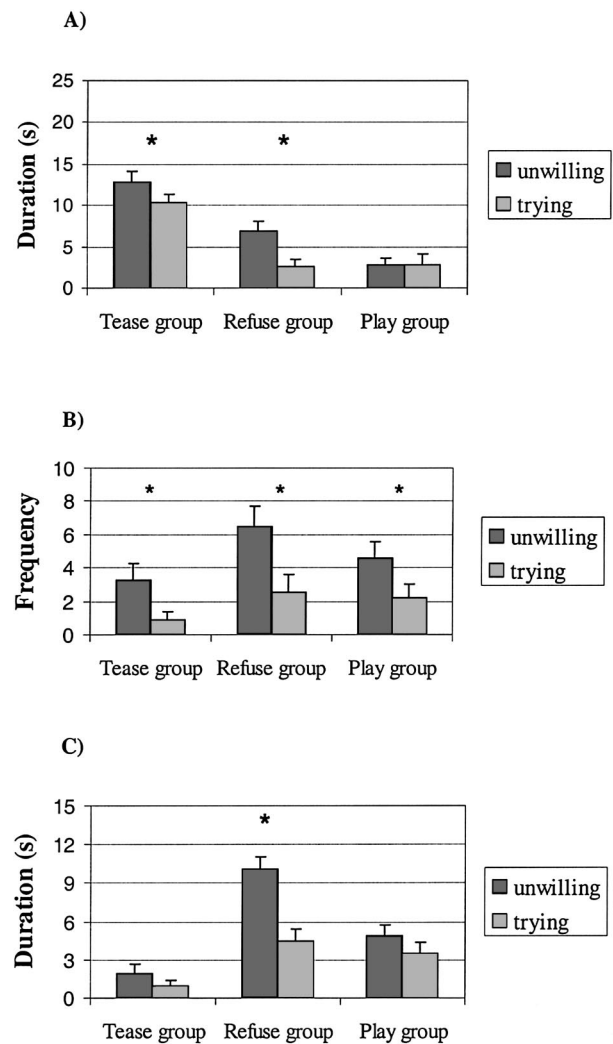 A)
25
20
15
10
5
0
Duration (s)
* *
unwilling
trying
Tease group Refuse group Play group
B)
10
8
6
4
2
0
Frequency
* * *
unwilling
trying
Tease group Refuse group Play group
C)
15
12
9
6
3
0
Duration (s)
*
unwilling
trying
Tease group Refuse group Play group